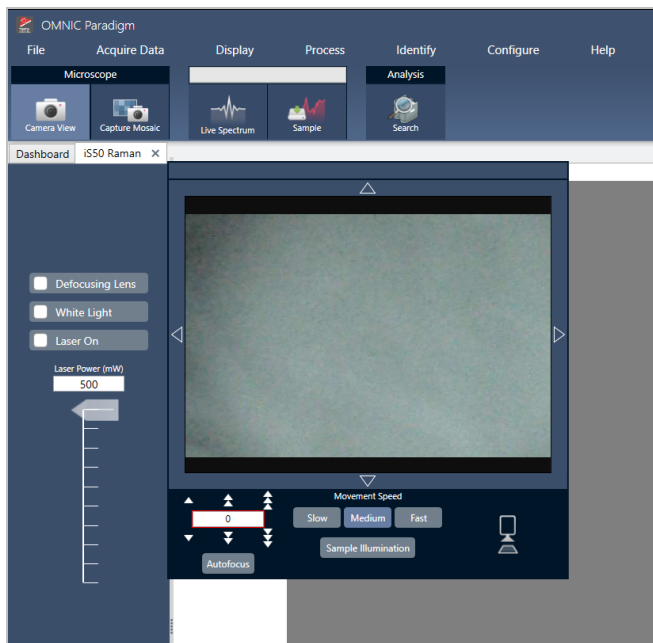 OMNIC Paradigm
File Acquire Data Display Process Identify Configure Help
Microscope Analysis
Camera View Capture Mosaic Live Spectrum Sample Search
Dashboard iS50 Raman ×
Defocusing Lens
White Light
Laser On
Laser Power (mW)
500
Movement Speed
0 Slow Medium Fast
Sample Illumination
Autofocus